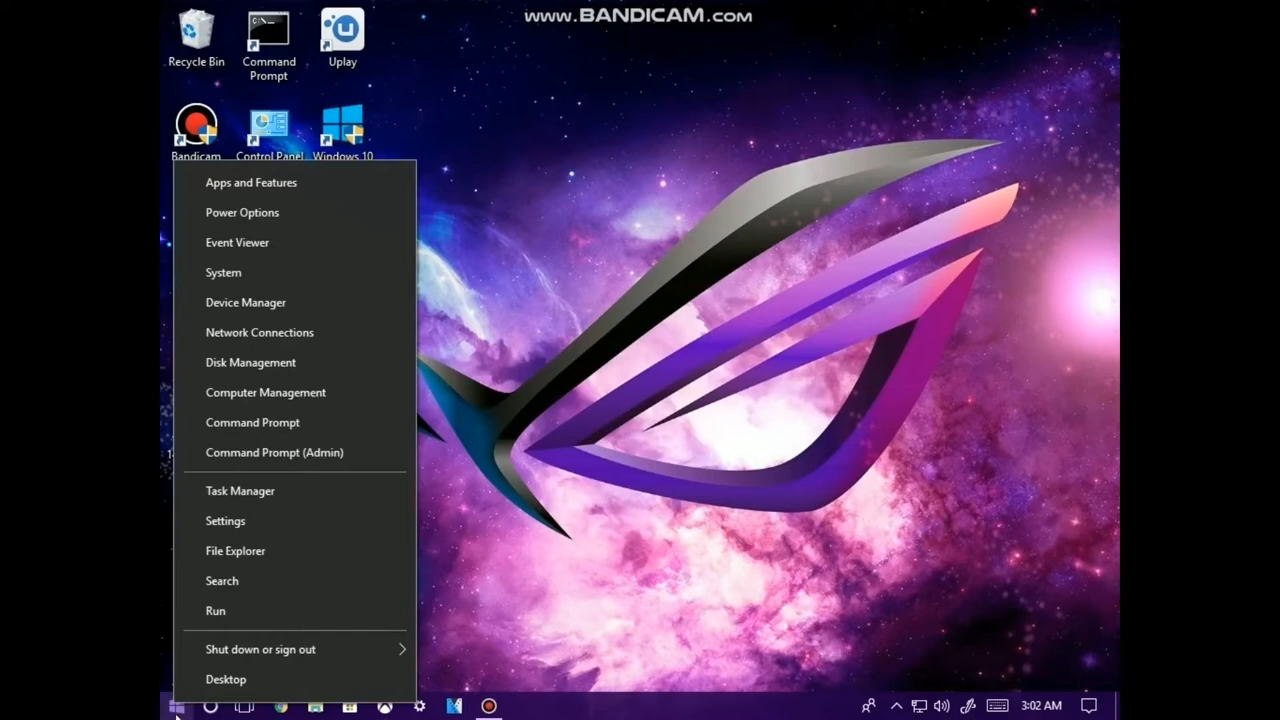 www.BANDICAM.com
Recycle Bin
Command
Prompt
Uplay
Bandicam
Control Panel
Windows 10
Apps and Features
Power Options
Event Viewer
System
Device Manager
Network Connections
Disk Management
Computer Management
Command Prompt
Command Prompt (Admin)
Task Manager
Settings
File Explorer
Search
Run
Shut down or sign out
Desktop
3:02 AM